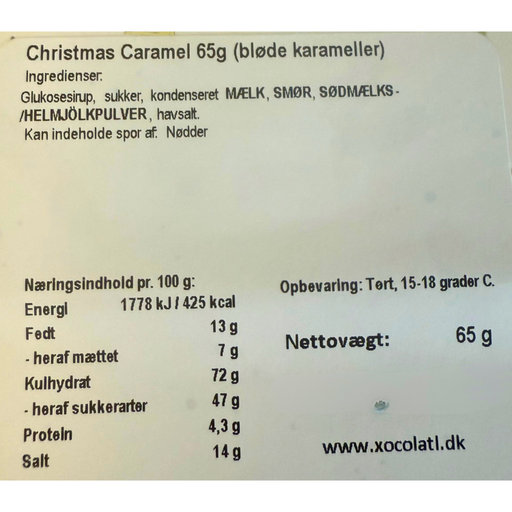 Christmas Caramel 65g (bløde karameller)
Ingredienser:
Glukosesirup, sukker, kondenseret MÆLK, SMØR, SØDMÆLKS-
/HELMJÖLKPULVER, havsalt.
Kan indeholde spor af: Nødder
Næringsindhold pr. 100 g:
Energi 1778 kJ / 425 kcal
Fedt 13 g
- heraf mættet 7 g
Kulhydrat 72 g
- heraf sukkerarter 47 g
Protein 4,3 g
Salt 14 g
Opbevaring: Tørt, 15-18 grader C.
Nettovægt: 65 g
www.xocolatl.dk